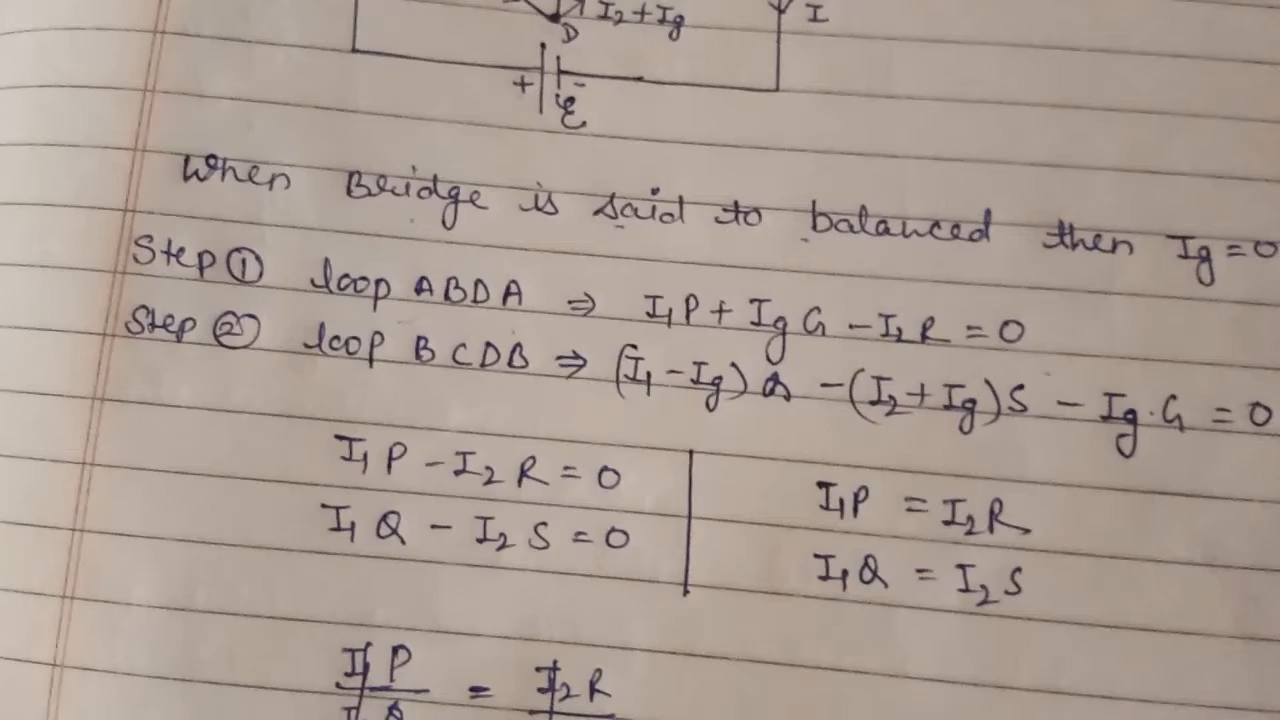 I₂+Ig
I
D
+ -
ℰ
When Bridge is said to balanced then Ig=0
Step ① loop ABDA ⇒ I₁P + IgG - I₂R = 0
Step ② loop BCDB ⇒ (I₁ - Ig)Q - (I₂+Ig)S - Ig.G = 0
I₁P - I₂R = 0
I₁Q - I₂S = 0
I₁P = I₂R
I₁Q = I₂S
I₁P = I₂R